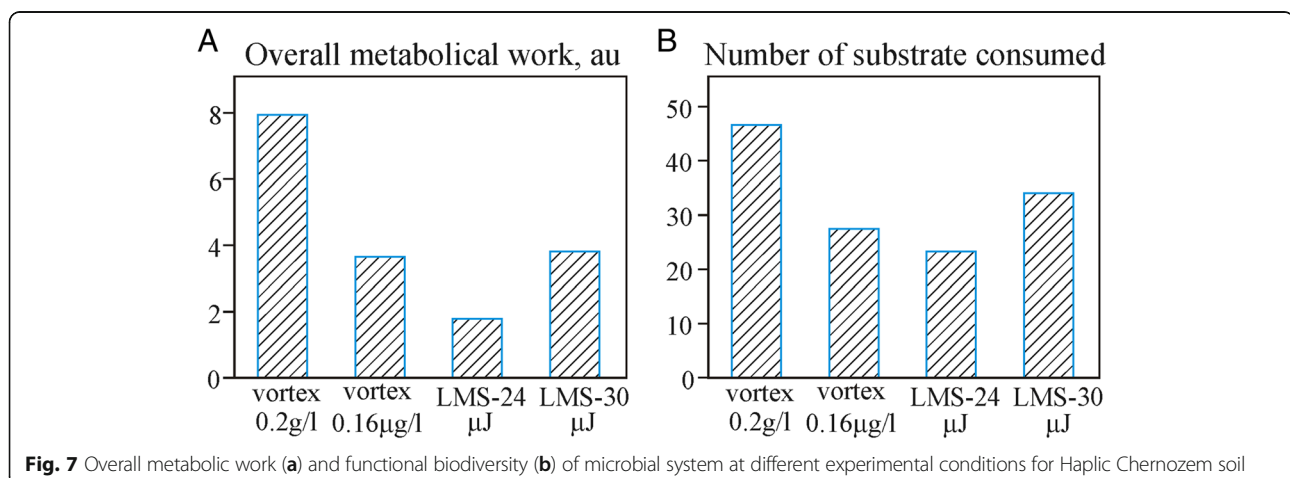 A
Overall metabolical work, au
8
6
4
2
0
vortex 0.2g/l
vortex 0.16µg/l
LMS-24 µJ
LMS-30 µJ
B
Number of substrate consumed
50
40
30
20
10
0
vortex 0.2g/l
vortex 0.16µg/l
LMS-24 µJ
LMS-30 µJ
Fig. 7 Overall metabolic work (a) and functional biodiversity (b) of microbial system at different experimental conditions for Haplic Chernozem soil